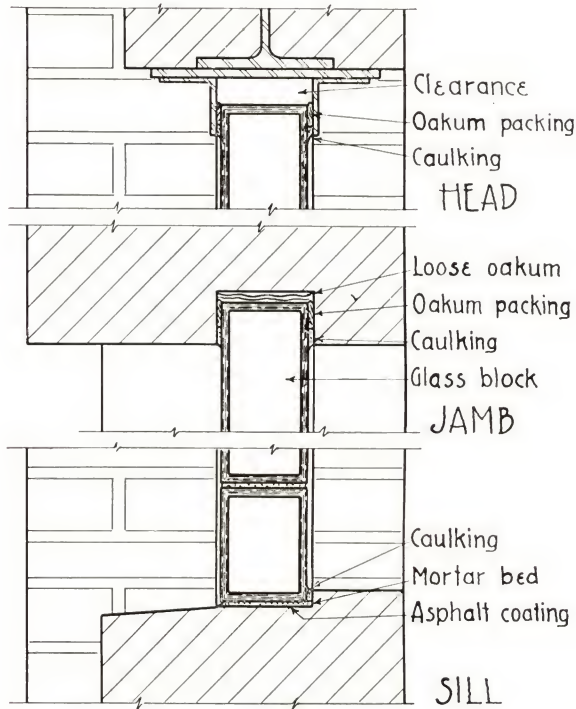 Clearance
Oakum packing
Caulking
HEAD
Loose oakum
Oakum packing
Caulking
Glass block
JAMB
Caulking
Mortar bed
Asphalt coating
SILL